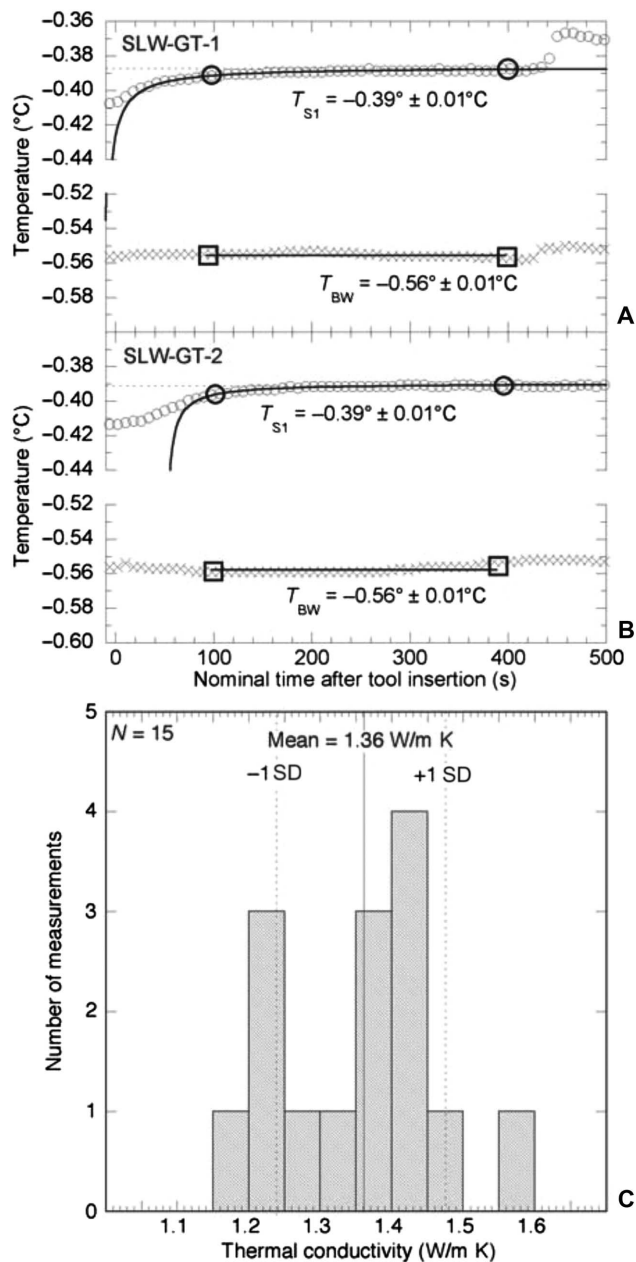 −0.36
SLW-GT-1
−0.38
−0.40
−0.42
−0.44
T_S1 = −0.39° ± 0.01°C
Temperature (°C)
−0.52
−0.54
−0.56
−0.58
T_BW = −0.56° ± 0.01°C
A
SLW-GT-2
−0.38
−0.40
−0.42
−0.44
T_S1 = −0.39° ± 0.01°C
Temperature (°C)
−0.52
−0.54
−0.56
−0.58
−0.60
T_BW = −0.56° ± 0.01°C
B
0 100 200 300 400 500
Nominal time after tool insertion (s)
N = 15
Mean = 1.36 W/m K
−1 SD +1 SD
5
4
3
2
1
0
Number of measurements
C
1.1 1.2 1.3 1.4 1.5 1.6
Thermal conductivity (W/m K)